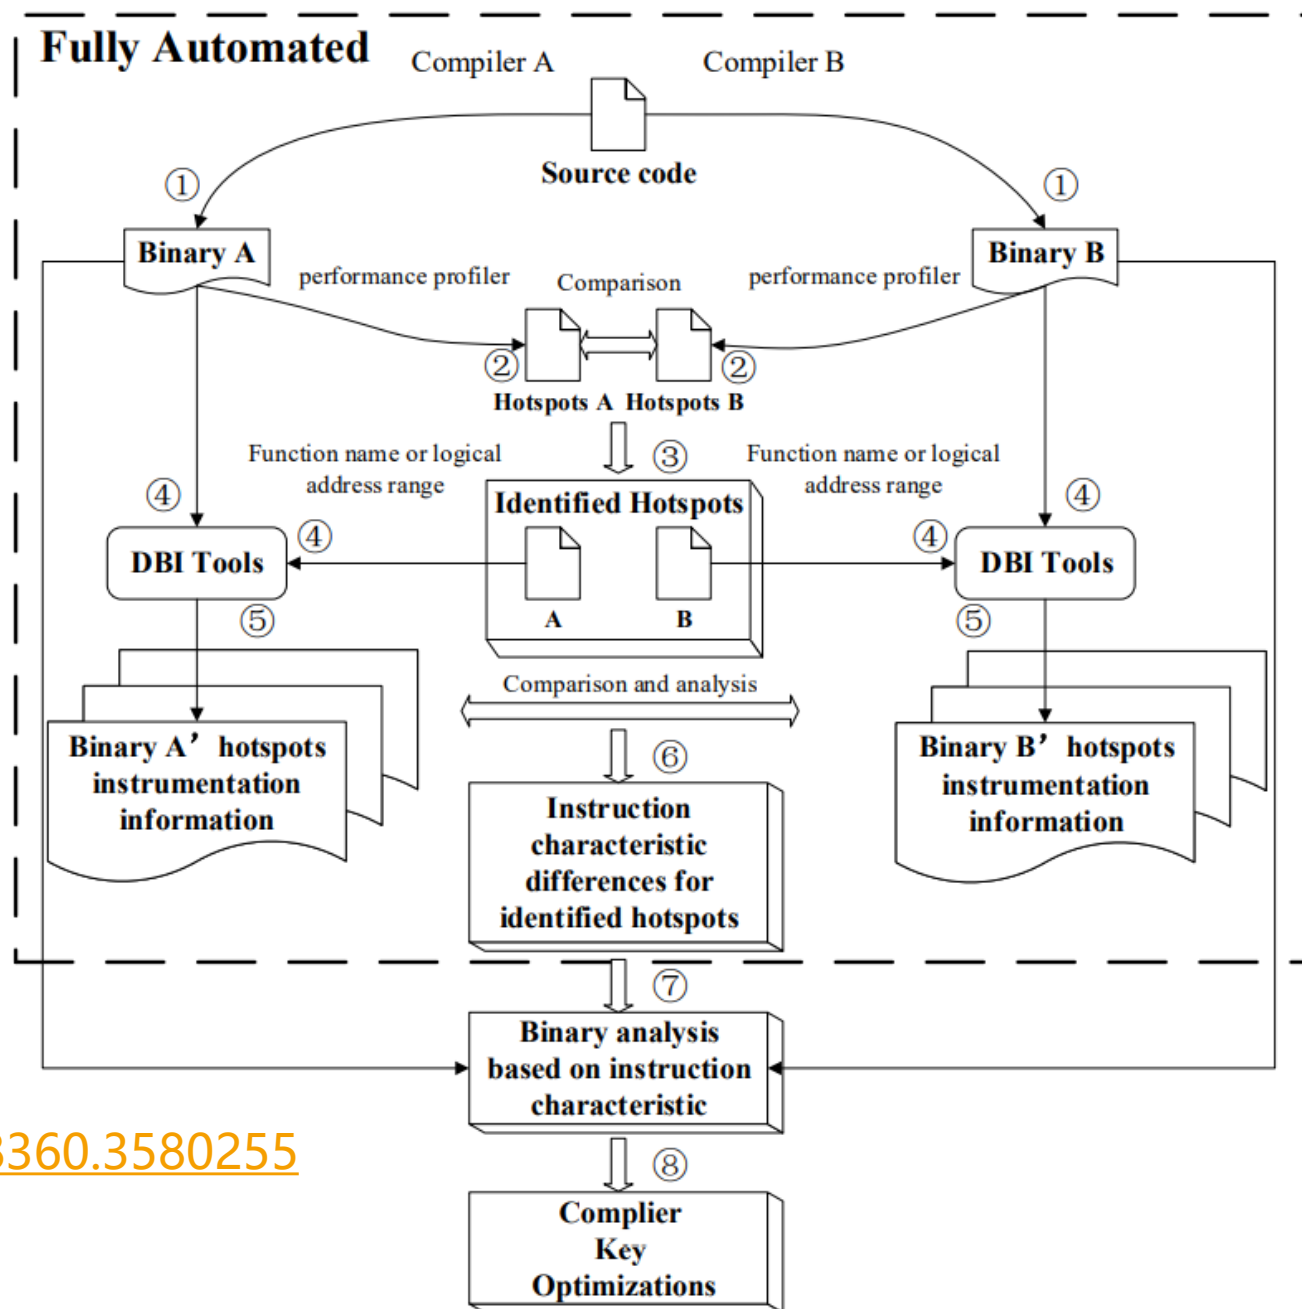 Fully Automated
Compiler A
Compiler B
Source code
①
①
Binary A
Binary B
performance profiler
Comparison
performance profiler
②
②
Hotspots A Hotspots B
③
Function name or logical
address range
Function name or logical
address range
④
④
Identified Hotspots
④
④
DBI Tools
DBI Tools
A
B
⑤
⑤
Comparison and analysis
Binary A’ hotspots
instrumentation
information
Binary B’ hotspots
instrumentation
information
⑥
Instruction
characteristic
differences for
identified hotspots
⑦
Binary analysis
based on instruction
characteristic
3360.3580255
⑧
Complier
Key
Optimizations